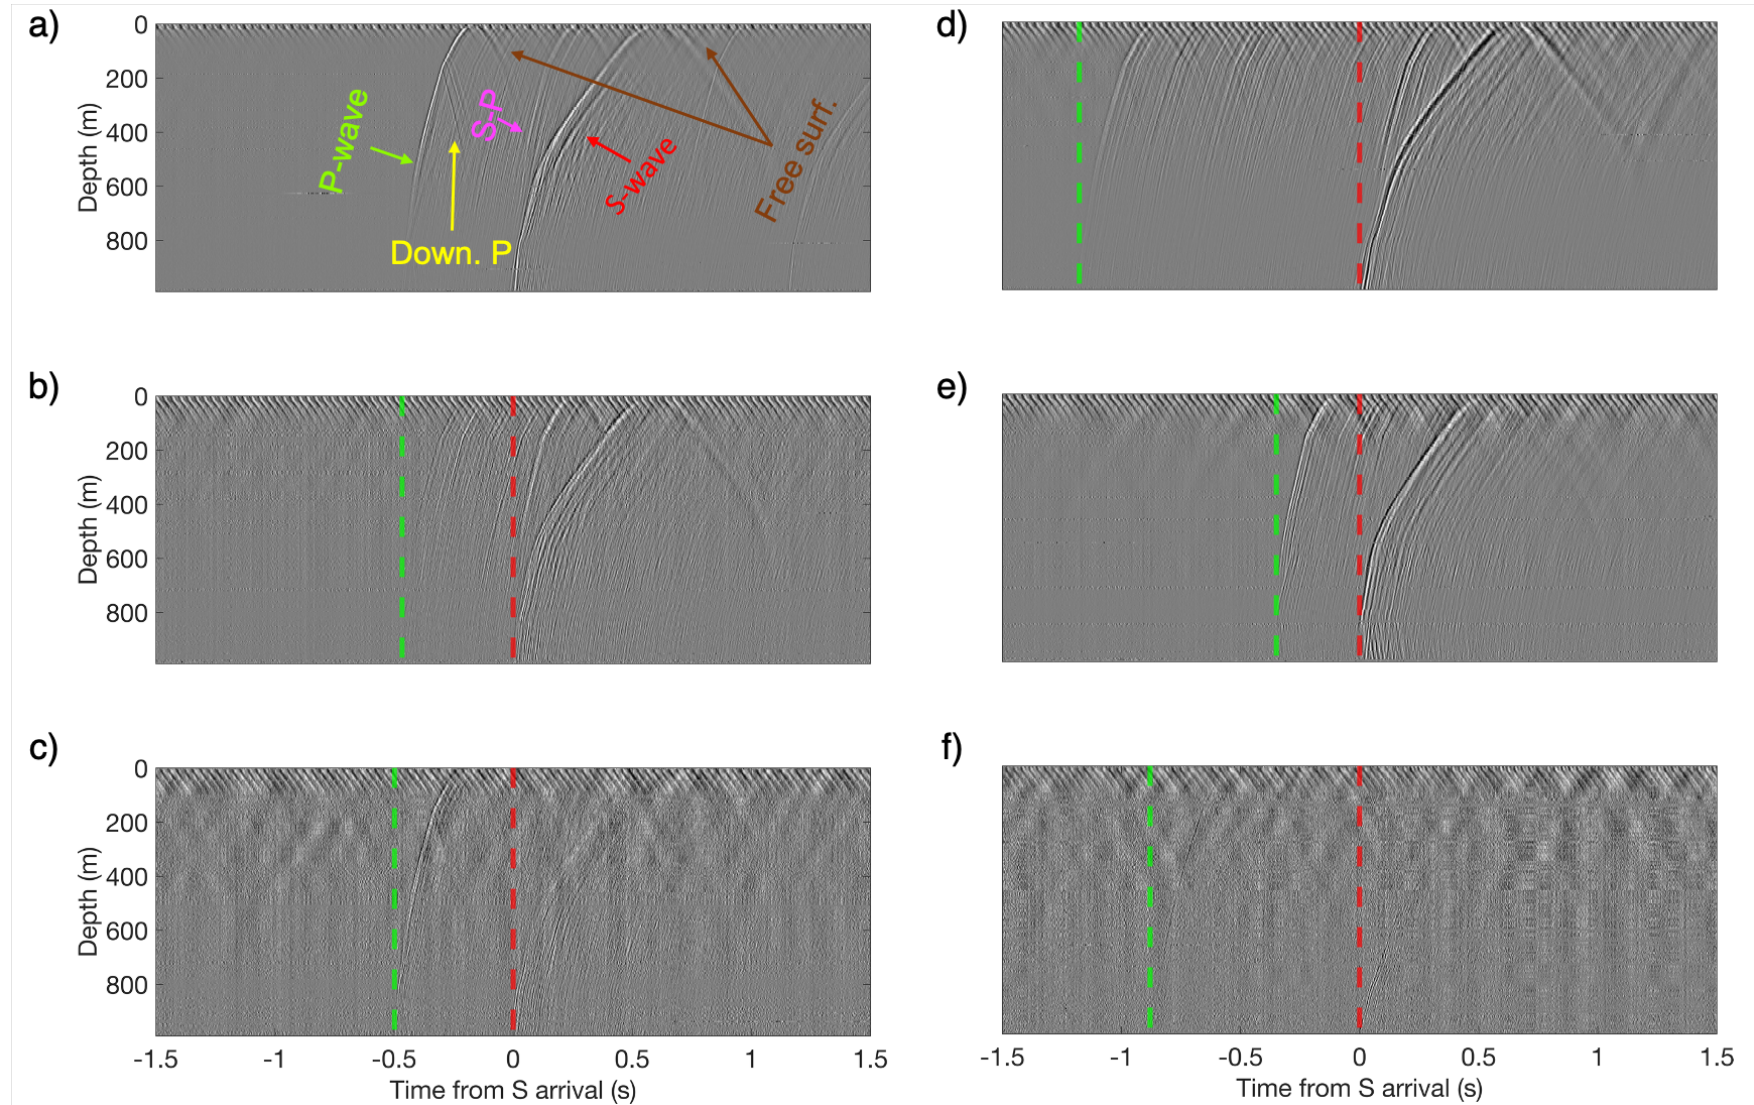 a)
0
200
400
600
800
Depth (m)
P-wave
S-P
Down. P
S-wave
Free surf.
d)
b)
0
200
400
600
800
Depth (m)
e)
c)
0
200
400
600
800
Depth (m)
-1.5 -1 -0.5 0 0.5 1 1.5
Time from S arrival (s)
f)
-1.5 -1 -0.5 0 0.5 1 1.5
Time from S arrival (s)